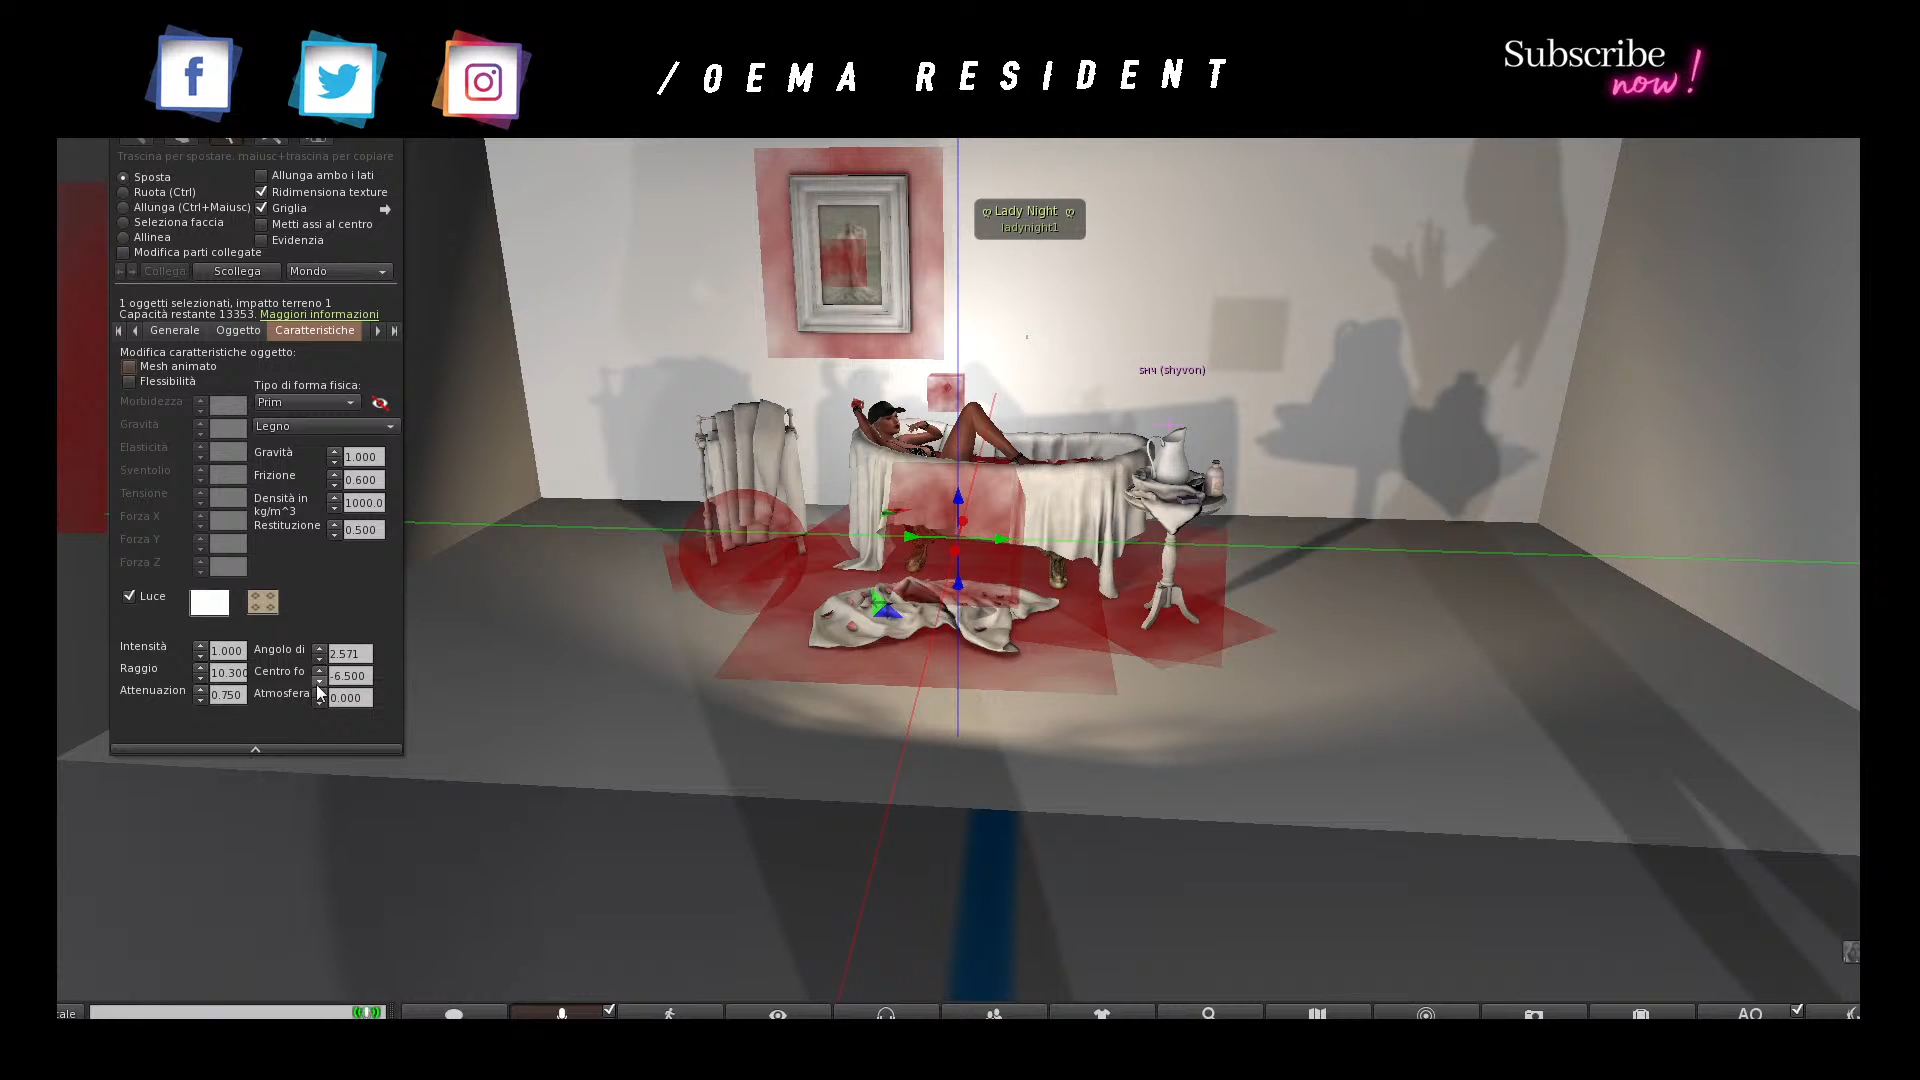 /OEMA RESIDENT
Subscribe
now!
Trascina per spostare, maiusc+trascina per copiare
Sposta
Allunga ambo i lati
Ruota (Ctrl)
Ridimensiona texture
Allunga (Ctrl+Maiusc)
Griglia
Seleziona faccia
Metti assi al centro
Allinea
Evidenzia
Modifica parti collegate
Collega
Scollega
Mondo
1 oggetti selezionati, impatto terreno 1
Capacità restante 13353. Maggiori informazioni
Generale
Oggetto
Caratteristiche
Modifica caratteristiche oggetto:
Mesh animato
Flessibilità
Tipo di forma fisica:
Morbidezza
Prim
Gravità
Legno
Elasticità
Gravità
1.000
Sventolio
Frizione
0.600
Tensione
Densità in
kg/m^3
1000.0
Forza X
Restituzione
0.500
Forza Y
Forza Z
Luce
Intensità
1.000
Angolo di
2.571
Raggio
10.300
Centro fo
-6.500
Attenuazion
0.750
Atmosfera
0.000
ღ Lady Night ღ
ladynight1
sнч (shyvon)
cale
AO